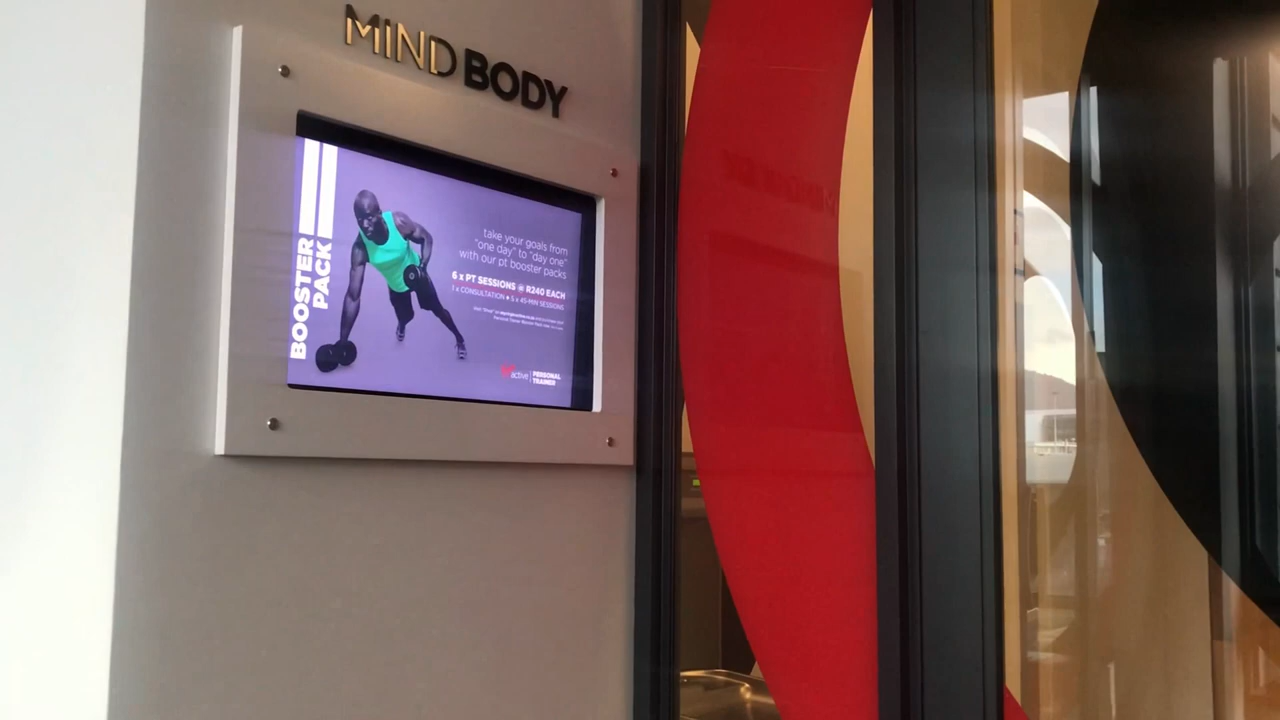 MIND BODY
BOOSTER
PACK
take your goals from
"one day" to "day one"
with our pt booster packs
6 x PT SESSIONS @ R240 EACH
1 x CONSULTATION + 5 x 45-MIN SESSIONS
active
PERSONAL
TRAINER